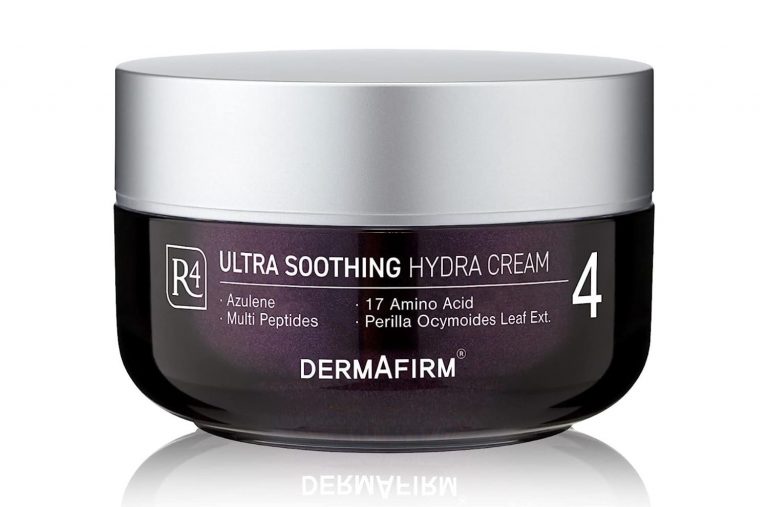 R4
ULTRA SOOTHING HYDRA CREAM
· Azulene · 17 Amino Acid
· Multi Peptides · Perilla Ocymoides Leaf Ext.
4
DERMAFIRM®